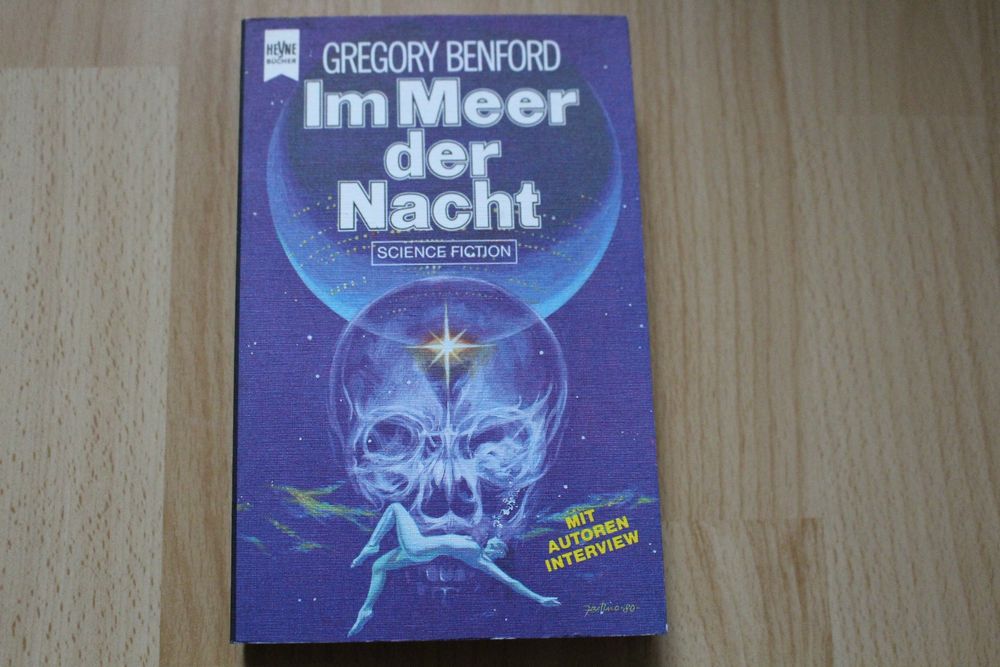 HEYNE
BÜCHER
GREGORY BENFORD
Im Meer
der
Nacht
SCIENCE FICTION
MIT
AUTOREN
INTERVIEW